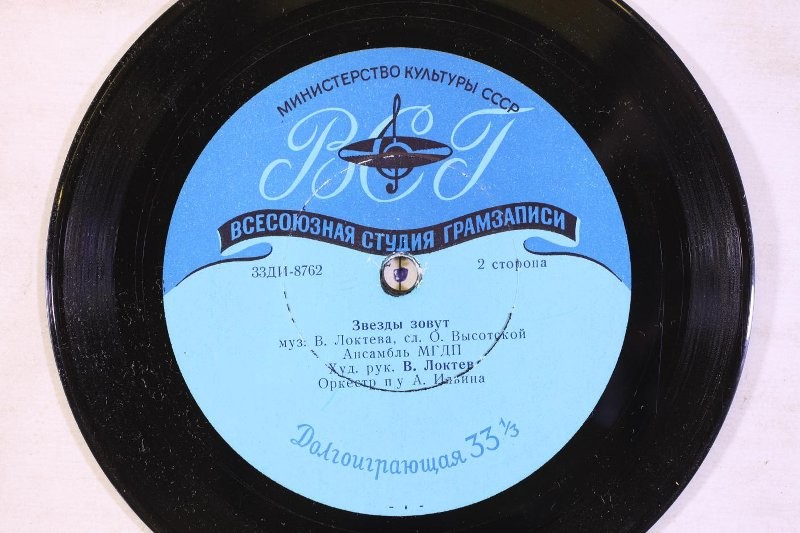 МИНИСТЕРСТВО КУЛЬТУРЫ СССР
ВСГ
ВСЕСОЮЗНАЯ СТУДИЯ ГРАМЗАПИСИ
33ДИ-8762
2 сторона
Звезды зовут
муз. В. Локтева, сл. О. Высотской
Ансамбль МГДП
Худ. рук. В. Локтев
Оркестр п/у А. Ильина
Долгоиграющая 33 1/3
- 1 -